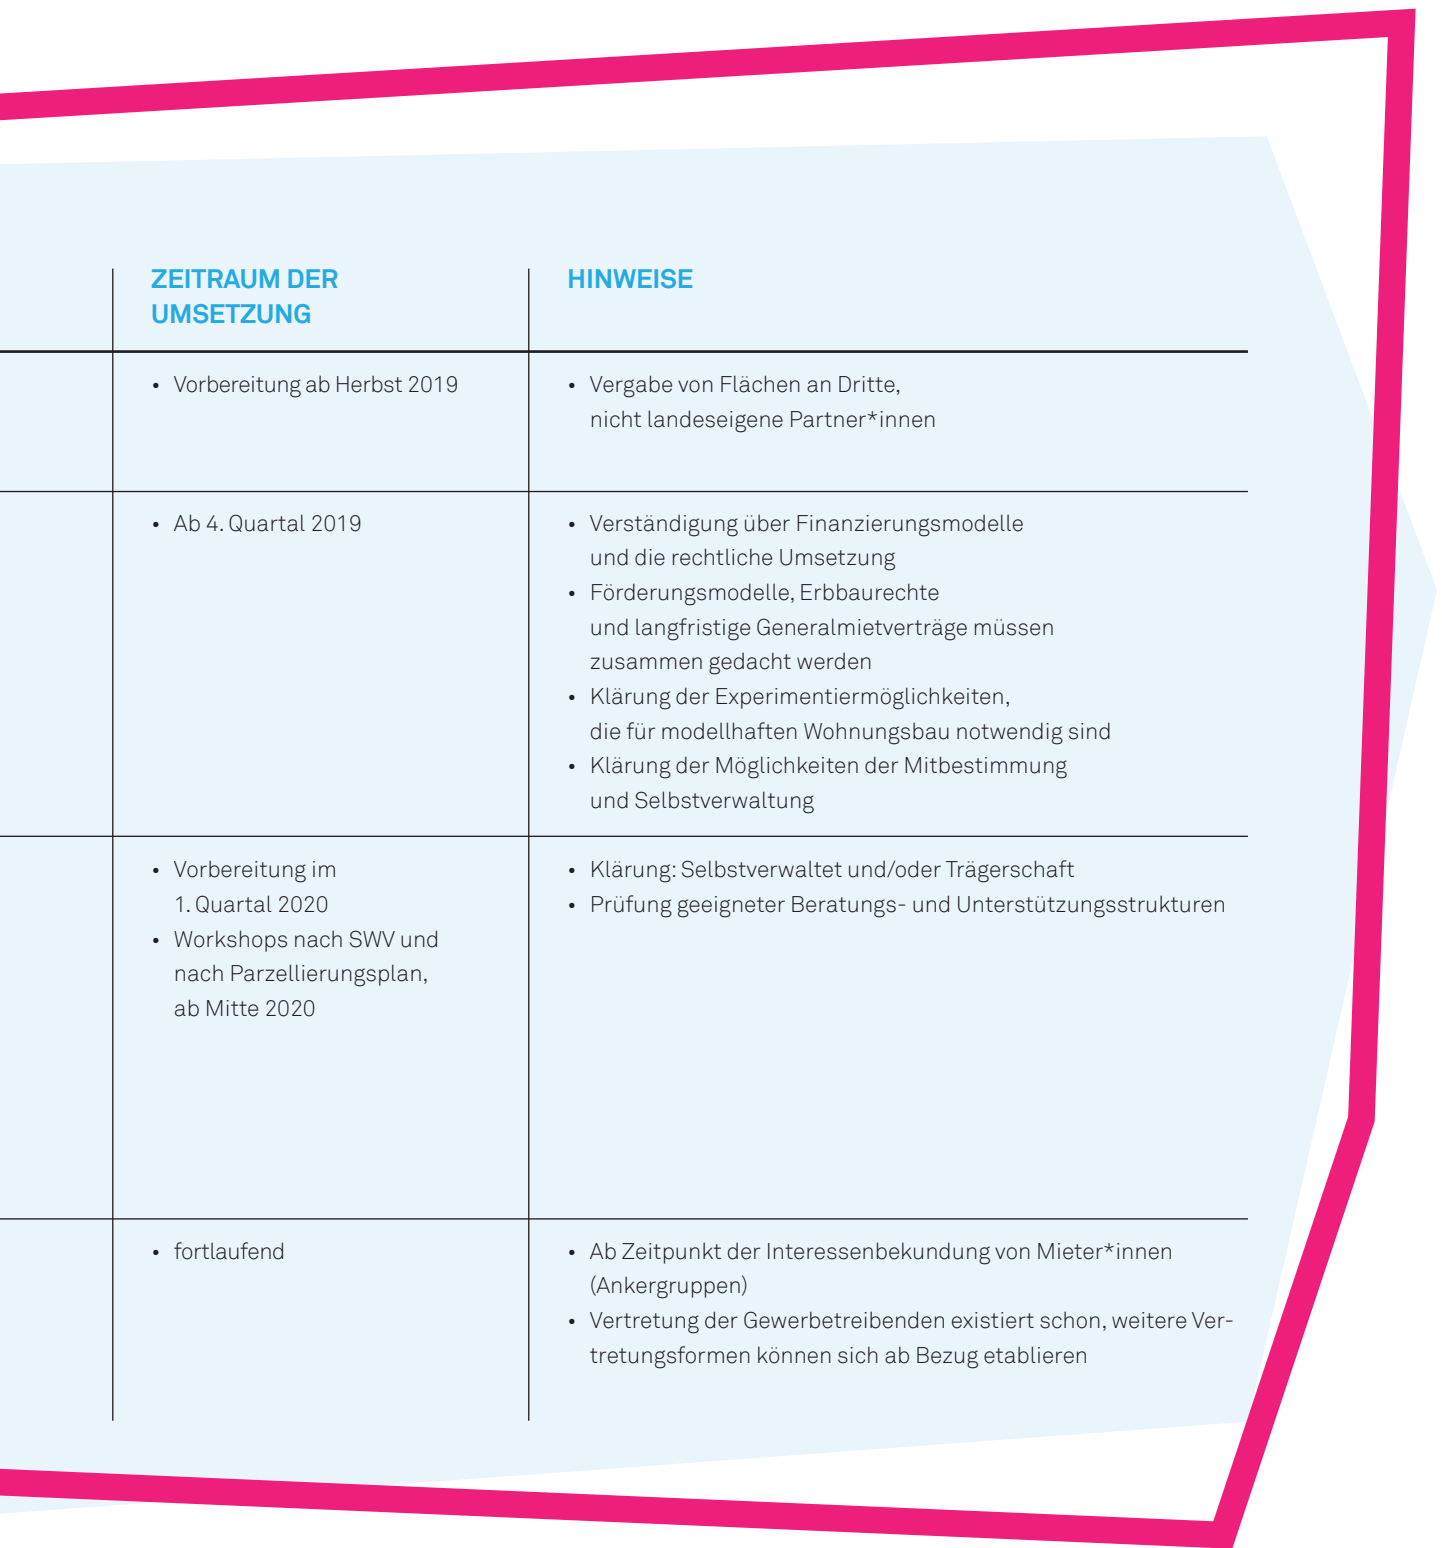 ZEITRAUM DER
UMSETZUNG
HINWEISE
• Vorbereitung ab Herbst 2019
• Vergabe von Flächen an Dritte,
nicht landeseigene Partner*innen
• Ab 4. Quartal 2019
• Verständigung über Finanzierungsmodelle
und die rechtliche Umsetzung
• Förderungsmodelle, Erbbaurechte
und langfristige Generalmietverträge müssen
zusammen gedacht werden
• Klärung der Experimentiermöglichkeiten,
die für modellhaften Wohnungsbau notwendig sind
• Klärung der Möglichkeiten der Mitbestimmung
und Selbstverwaltung
• Vorbereitung im
1. Quartal 2020
• Workshops nach SWV und
nach Parzellierungsplan,
ab Mitte 2020
• Klärung: Selbstverwaltet und/oder Trägerschaft
• Prüfung geeigneter Beratungs- und Unterstützungsstrukturen
• fortlaufend
• Ab Zeitpunkt der Interessenbekundung von Mieter*innen
(Ankergruppen)
• Vertretung der Gewerbetreibenden existiert schon, weitere Ver-
tretungsformen können sich ab Bezug etablieren